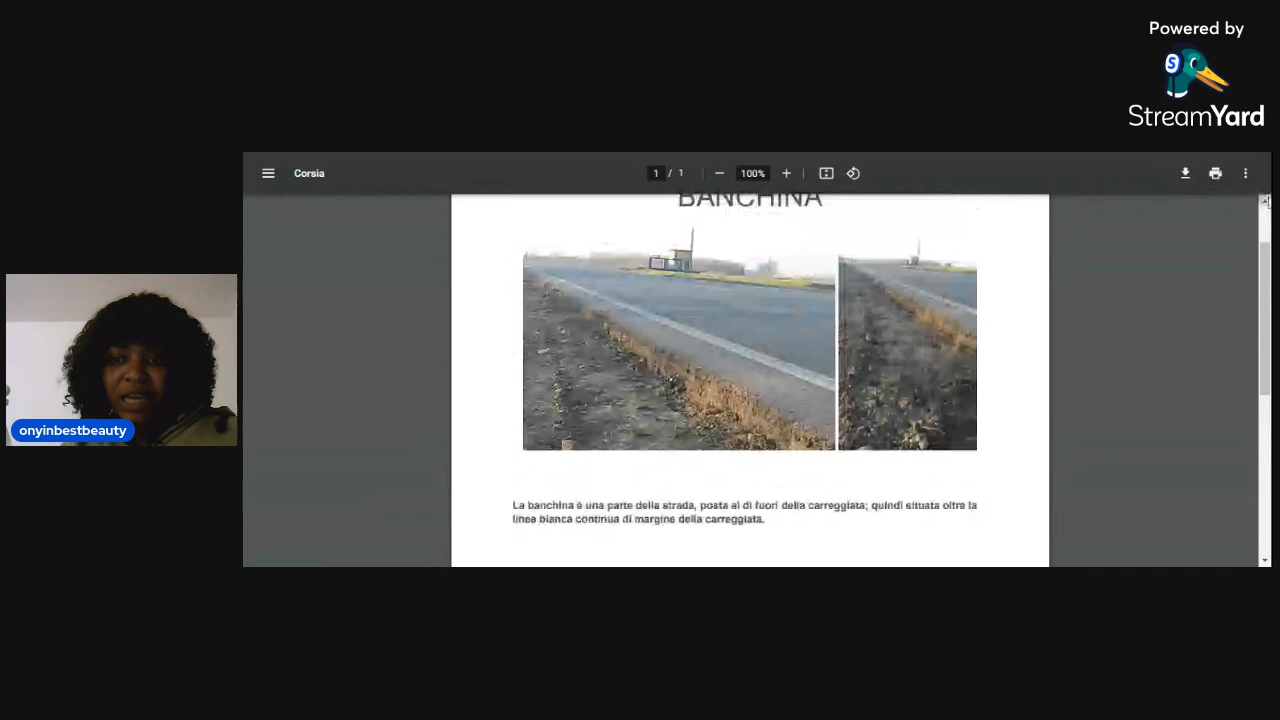 Powered by
StreamYard
Corsia
1 / 1
100%
BANCHINA
onyinbestbeauty
La banchina è una parte della strada, posta al di fuori della carreggiata; quindi situata oltre la
linea bianca continua di margine della carreggiata.